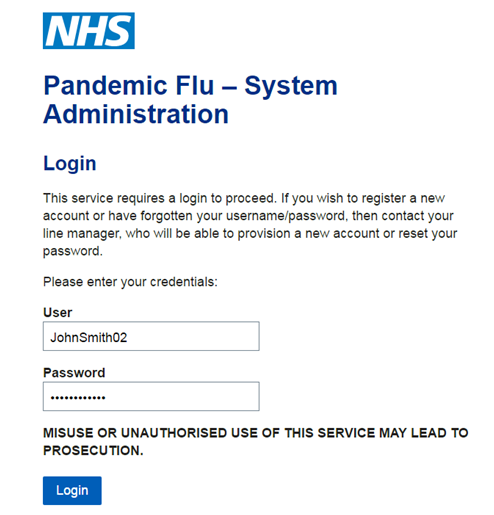 NHS
Pandemic Flu – System
Administration
Login
This service requires a login to proceed. If you wish to register a new
account or have forgotten your username/password, then contact your
line manager, who will be able to provision a new account or reset your
password.
Please enter your credentials:
User
JohnSmith02
Password
••••••••••••
MISUSE OR UNAUTHORISED USE OF THIS SERVICE MAY LEAD TO
PROSECUTION.
Login